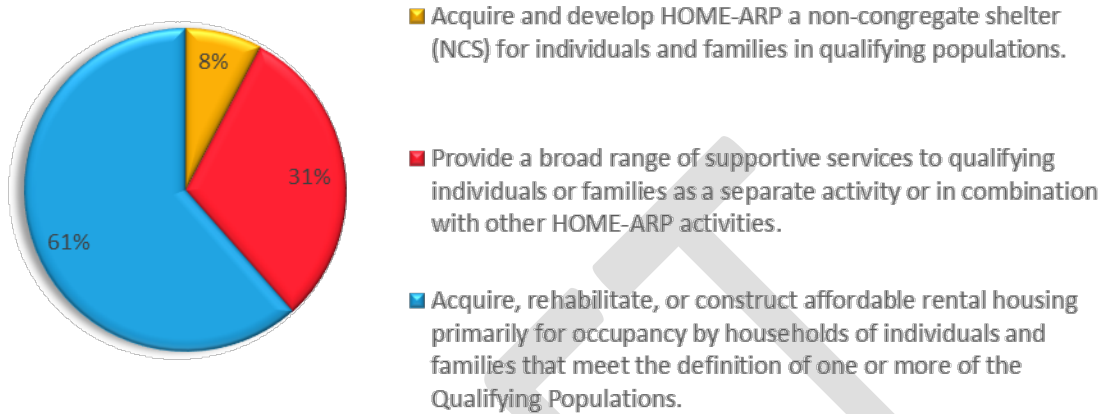 8%
31%
61%
Acquire and develop HOME-ARP a non-congregate shelter
(NCS) for individuals and families in qualifying populations.
Provide a broad range of supportive services to qualifying
individuals or families as a separate activity or in combination
with other HOME-ARP activities.
Acquire, rehabilitate, or construct affordable rental housing
primarily for occupancy by households of individuals and
families that meet the definition of one or more of the
Qualifying Populations.